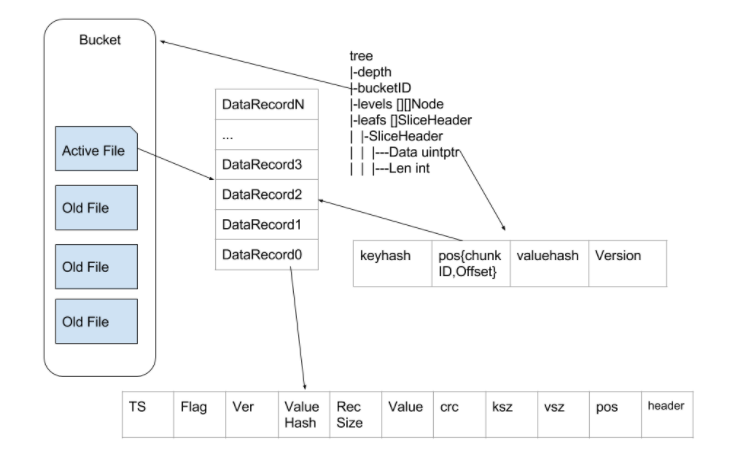 Bucket
Active File
Old File
Old File
Old File
DataRecordN
...
DataRecord3
DataRecord2
DataRecord1
DataRecord0
tree
|-depth
|-bucketID
|-levels [][]Node
|-leafs []SliceHeader
| |-SliceHeader
| | |---Data uintptr
| | |---Len int
keyhash
pos{chunk
ID,Offset}
valuehash
Version
TS
Flag
Ver
Value
Hash
Rec
Size
Value
crc
ksz
vsz
pos
header